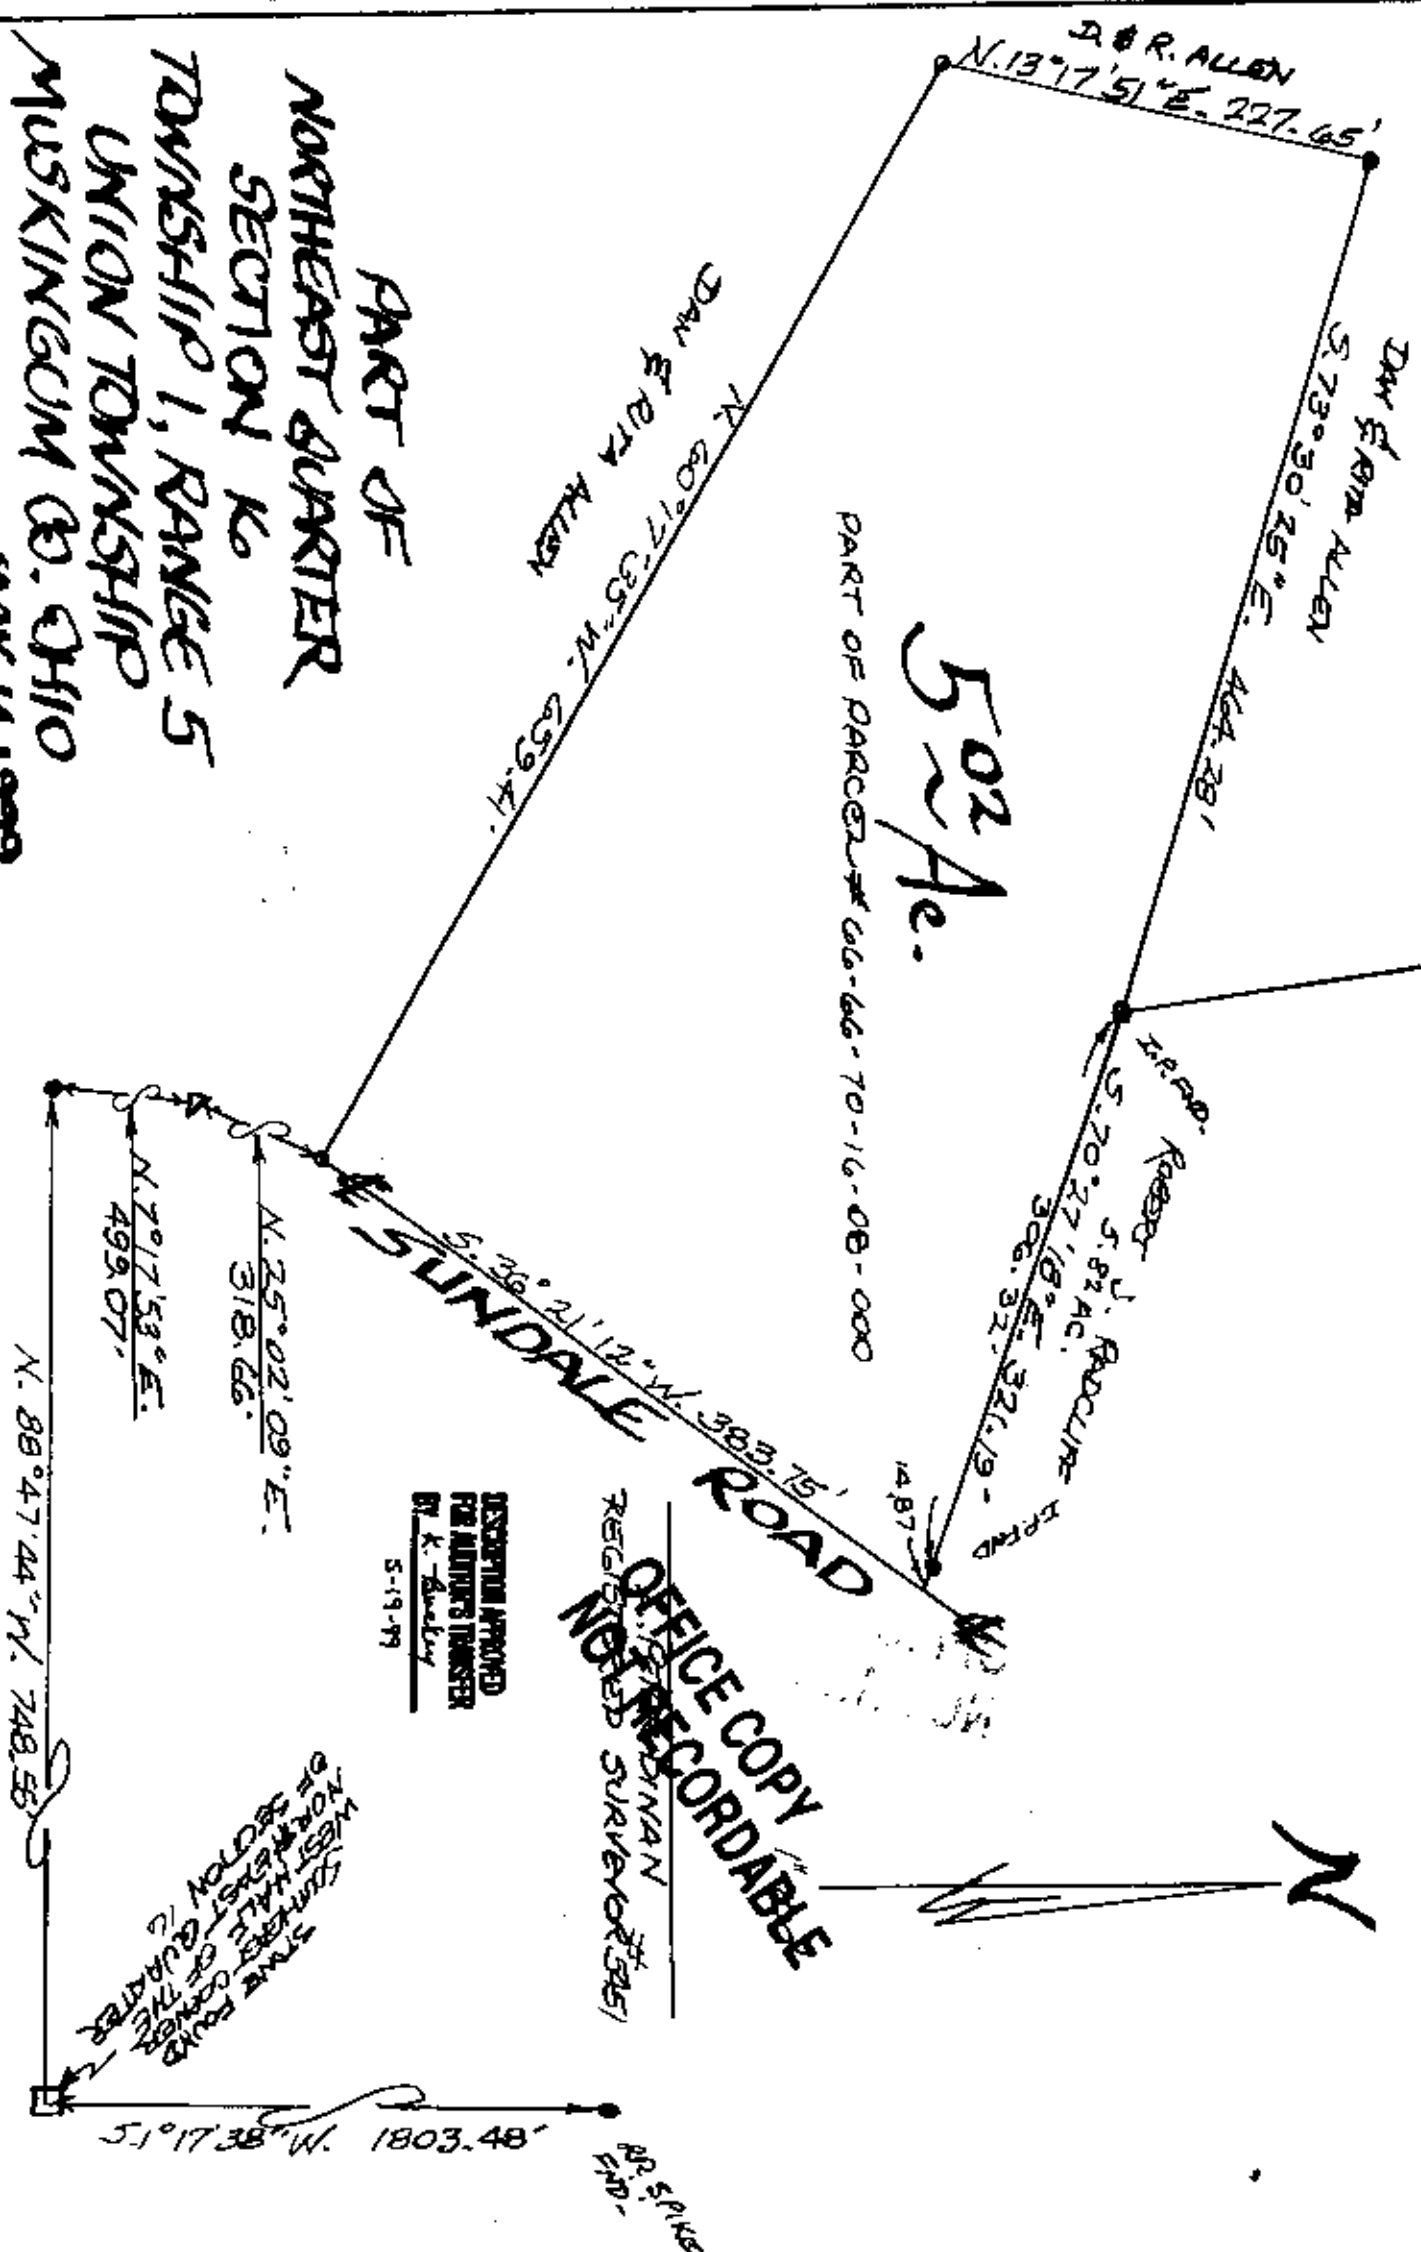 D. & R. ALLEN
N. 13°17'51"E. 227.65'
DAN & RITA ALLEN
S. 73°30'25"E. 464.28'
I.P. FND.
ROBERT J. RADCLIFF
5.82 AC.
S. 70°27'18"E. 321.19-
306.32'
I.P. FND
14.87
5 02 Ac.
PART OF PARCEL # 66-66-70-16-08-000
DAN & RITA ALLEN
N. 60°17'35"W. 659.41'
S. 36°21'12"W. 383.75'
SUNDALE ROAD
N. 25°02'09"E.
318.66'
N. 7°17'53"E.
499.07'
N. 88°47'44"W. 748.56
STONE FOUND
SOUTHEAST CORNER
WEST HALF OF THE
NORTHEAST QUARTER
OF SECTION 16
S. 1°17'38"W. 1803.48'
R.R. SPIKE
FND.
N
PART OF
NORTHEAST QUARTER
SECTION 16
TOWNSHIP 1, RANGE 5
UNION TOWNSHIP
MUSKINGUM CO. OHIO
DESCRIPTION APPROVED
FOR AUDITOR'S TRANSFER
BY K.
5-19-99
DINAN
REGISTERED SURVEYOR #5451
OFFICE COPY
NOT RECORDABLE